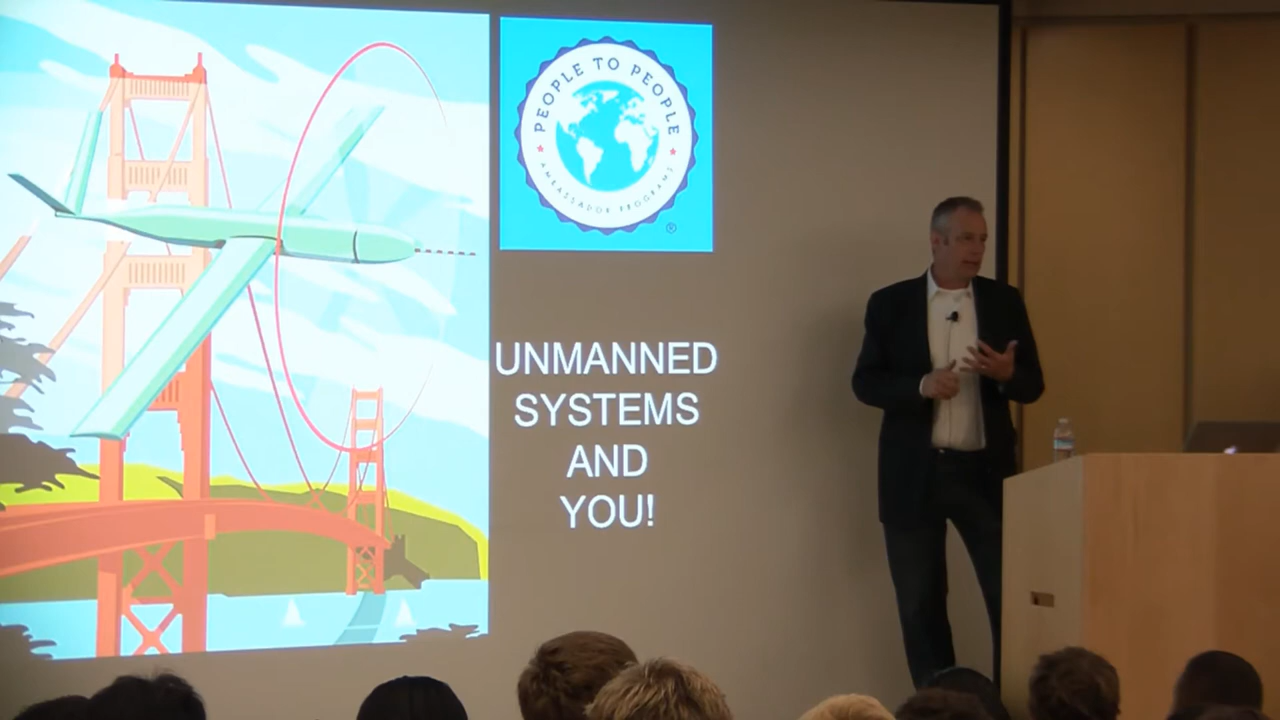 PEOPLE TO PEOPLE
AMBASSADOR PROGRAMS
®
UNMANNED
SYSTEMS
AND
YOU!